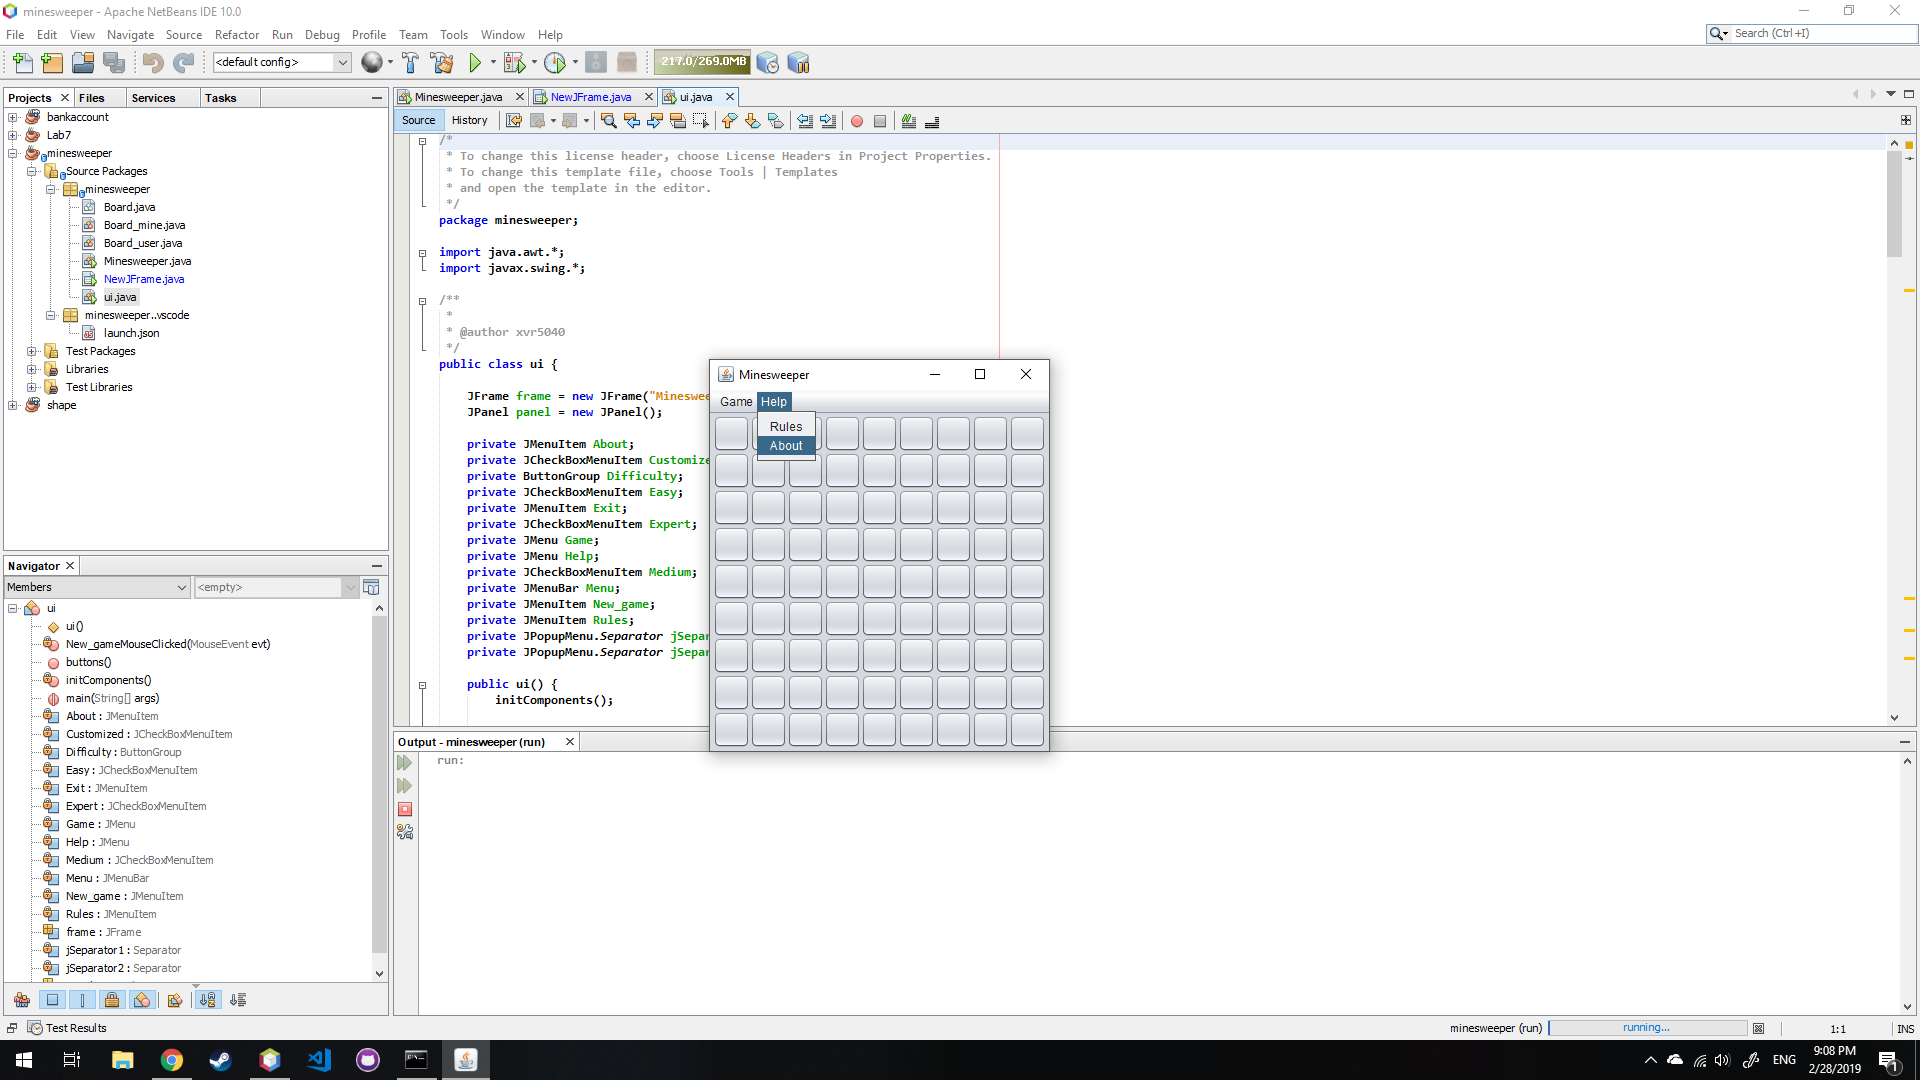 minesweeper - Apache NetBeans IDE 10.0
File Edit View Navigate Source Refactor Run Debug Profile Team Tools Window Help
Search (Ctrl+I)
<default config>
217.0/269.0MB
Projects Files Services Tasks
bankaccount
Lab7
minesweeper
Source Packages
minesweeper
Board.java
Board_mine.java
Board_user.java
Minesweeper.java
NewJFrame.java
ui.java
minesweeper..vscode
launch.json
Test Packages
Libraries
Test Libraries
shape
Navigator
Members
<empty>
ui
ui()
New_gameMouseClicked(MouseEvent evt)
buttons()
initComponents()
main(String[] args)
About : JMenuItem
Customized : JCheckBoxMenuItem
Difficulty : ButtonGroup
Easy : JCheckBoxMenuItem
Exit : JMenuItem
Expert : JCheckBoxMenuItem
Game : JMenu
Help : JMenu
Medium : JCheckBoxMenuItem
Menu : JMenuBar
New_game : JMenuItem
Rules : JMenuItem
frame : JFrame
jSeparator1 : Separator
jSeparator2 : Separator
Test Results
Minesweeper.java NewJFrame.java ui.java
Source History
/*
* To change this license header, choose License Headers in Project Properties.
* To change this template file, choose Tools | Templates
* and open the template in the editor.
*/
package minesweeper;
import java.awt.*;
import javax.swing.*;
/**
*
* @author xvr5040
*/
public class ui {
JFrame frame = new JFrame("Mineswee
JPanel panel = new JPanel();
private JMenuItem About;
private JCheckBoxMenuItem Customize
private ButtonGroup Difficulty;
private JCheckBoxMenuItem Easy;
private JMenuItem Exit;
private JCheckBoxMenuItem Expert;
private JMenu Game;
private JMenu Help;
private JCheckBoxMenuItem Medium;
private JMenuBar Menu;
private JMenuItem New_game;
private JMenuItem Rules;
private JPopupMenu.Separator jSepar
private JPopupMenu.Separator jSepar
public ui() {
initComponents();
Minesweeper
Game Help
Rules
About
Output - minesweeper (run)
run:
minesweeper (run) running... 1:1 INS
ENG
9:08 PM
2/28/2019
1